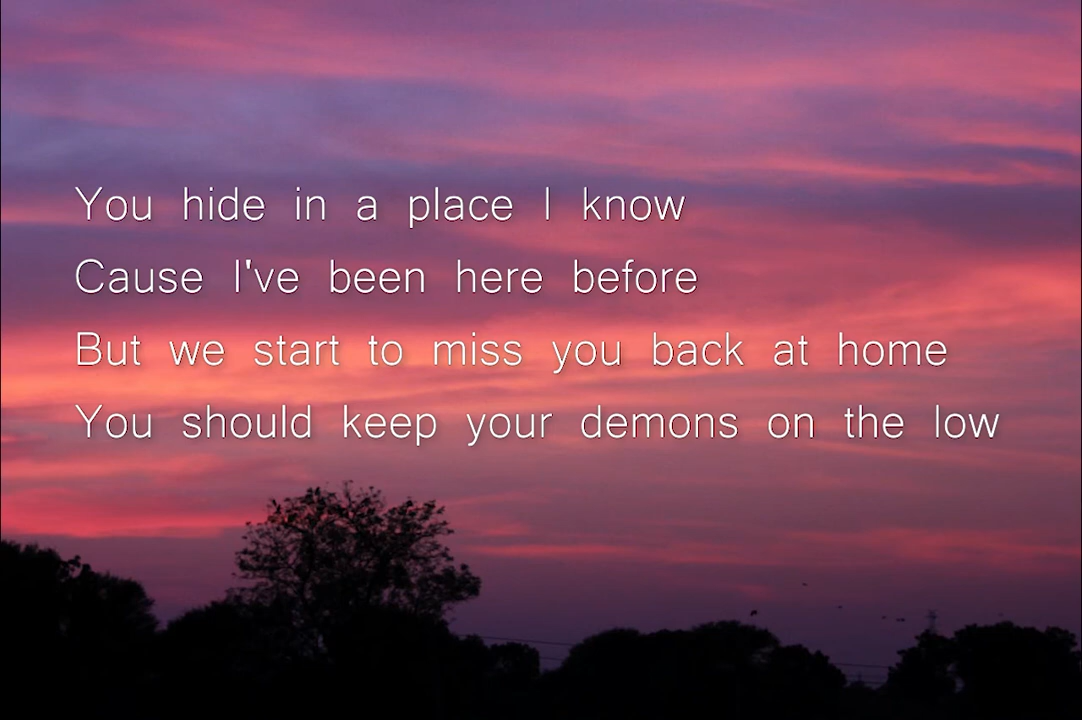 You hide in a place I know
Cause I've been here before
But we start to miss you back at home
You should keep your demons on the low